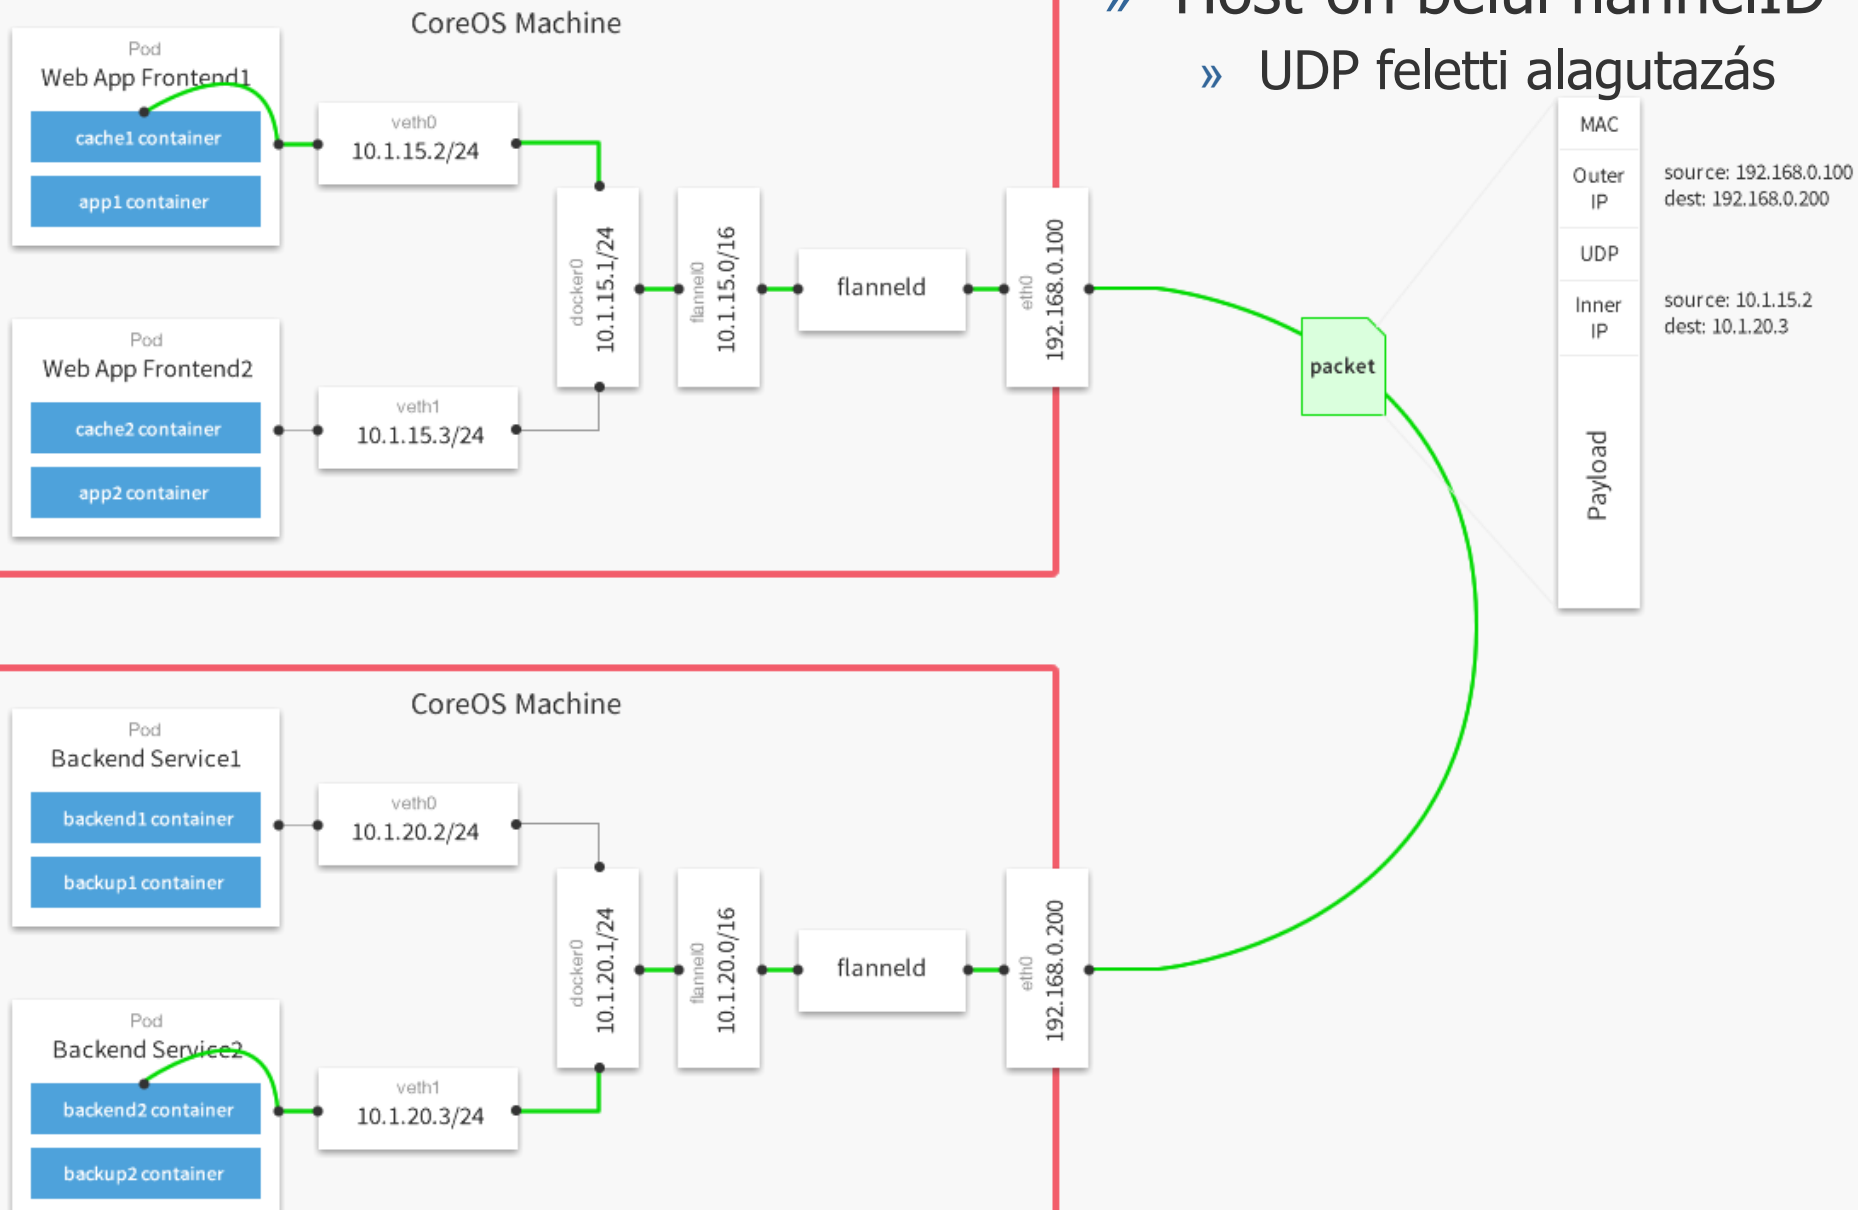 » Host-on belül flannelID
» UDP feletti alagutazás
CoreOS Machine
Pod
Web App Frontend1
cache1 container
app1 container
veth0
10.1.15.2/24
Pod
Web App Frontend2
cache2 container
app2 container
veth1
10.1.15.3/24
docker0
10.1.15.1/24
flannel0
10.1.15.0/16
flanneld
eth0
192.168.0.100
packet
MAC
Outer
IP
source: 192.168.0.100
dest: 192.168.0.200
UDP
Inner
IP
source: 10.1.15.2
dest: 10.1.20.3
Payload
CoreOS Machine
Pod
Backend Service1
backend1 container
backup1 container
veth0
10.1.20.2/24
Pod
Backend Service2
backend2 container
backup2 container
veth1
10.1.20.3/24
docker0
10.1.20.1/24
flannel0
10.1.20.0/16
flanneld
eth0
192.168.0.200